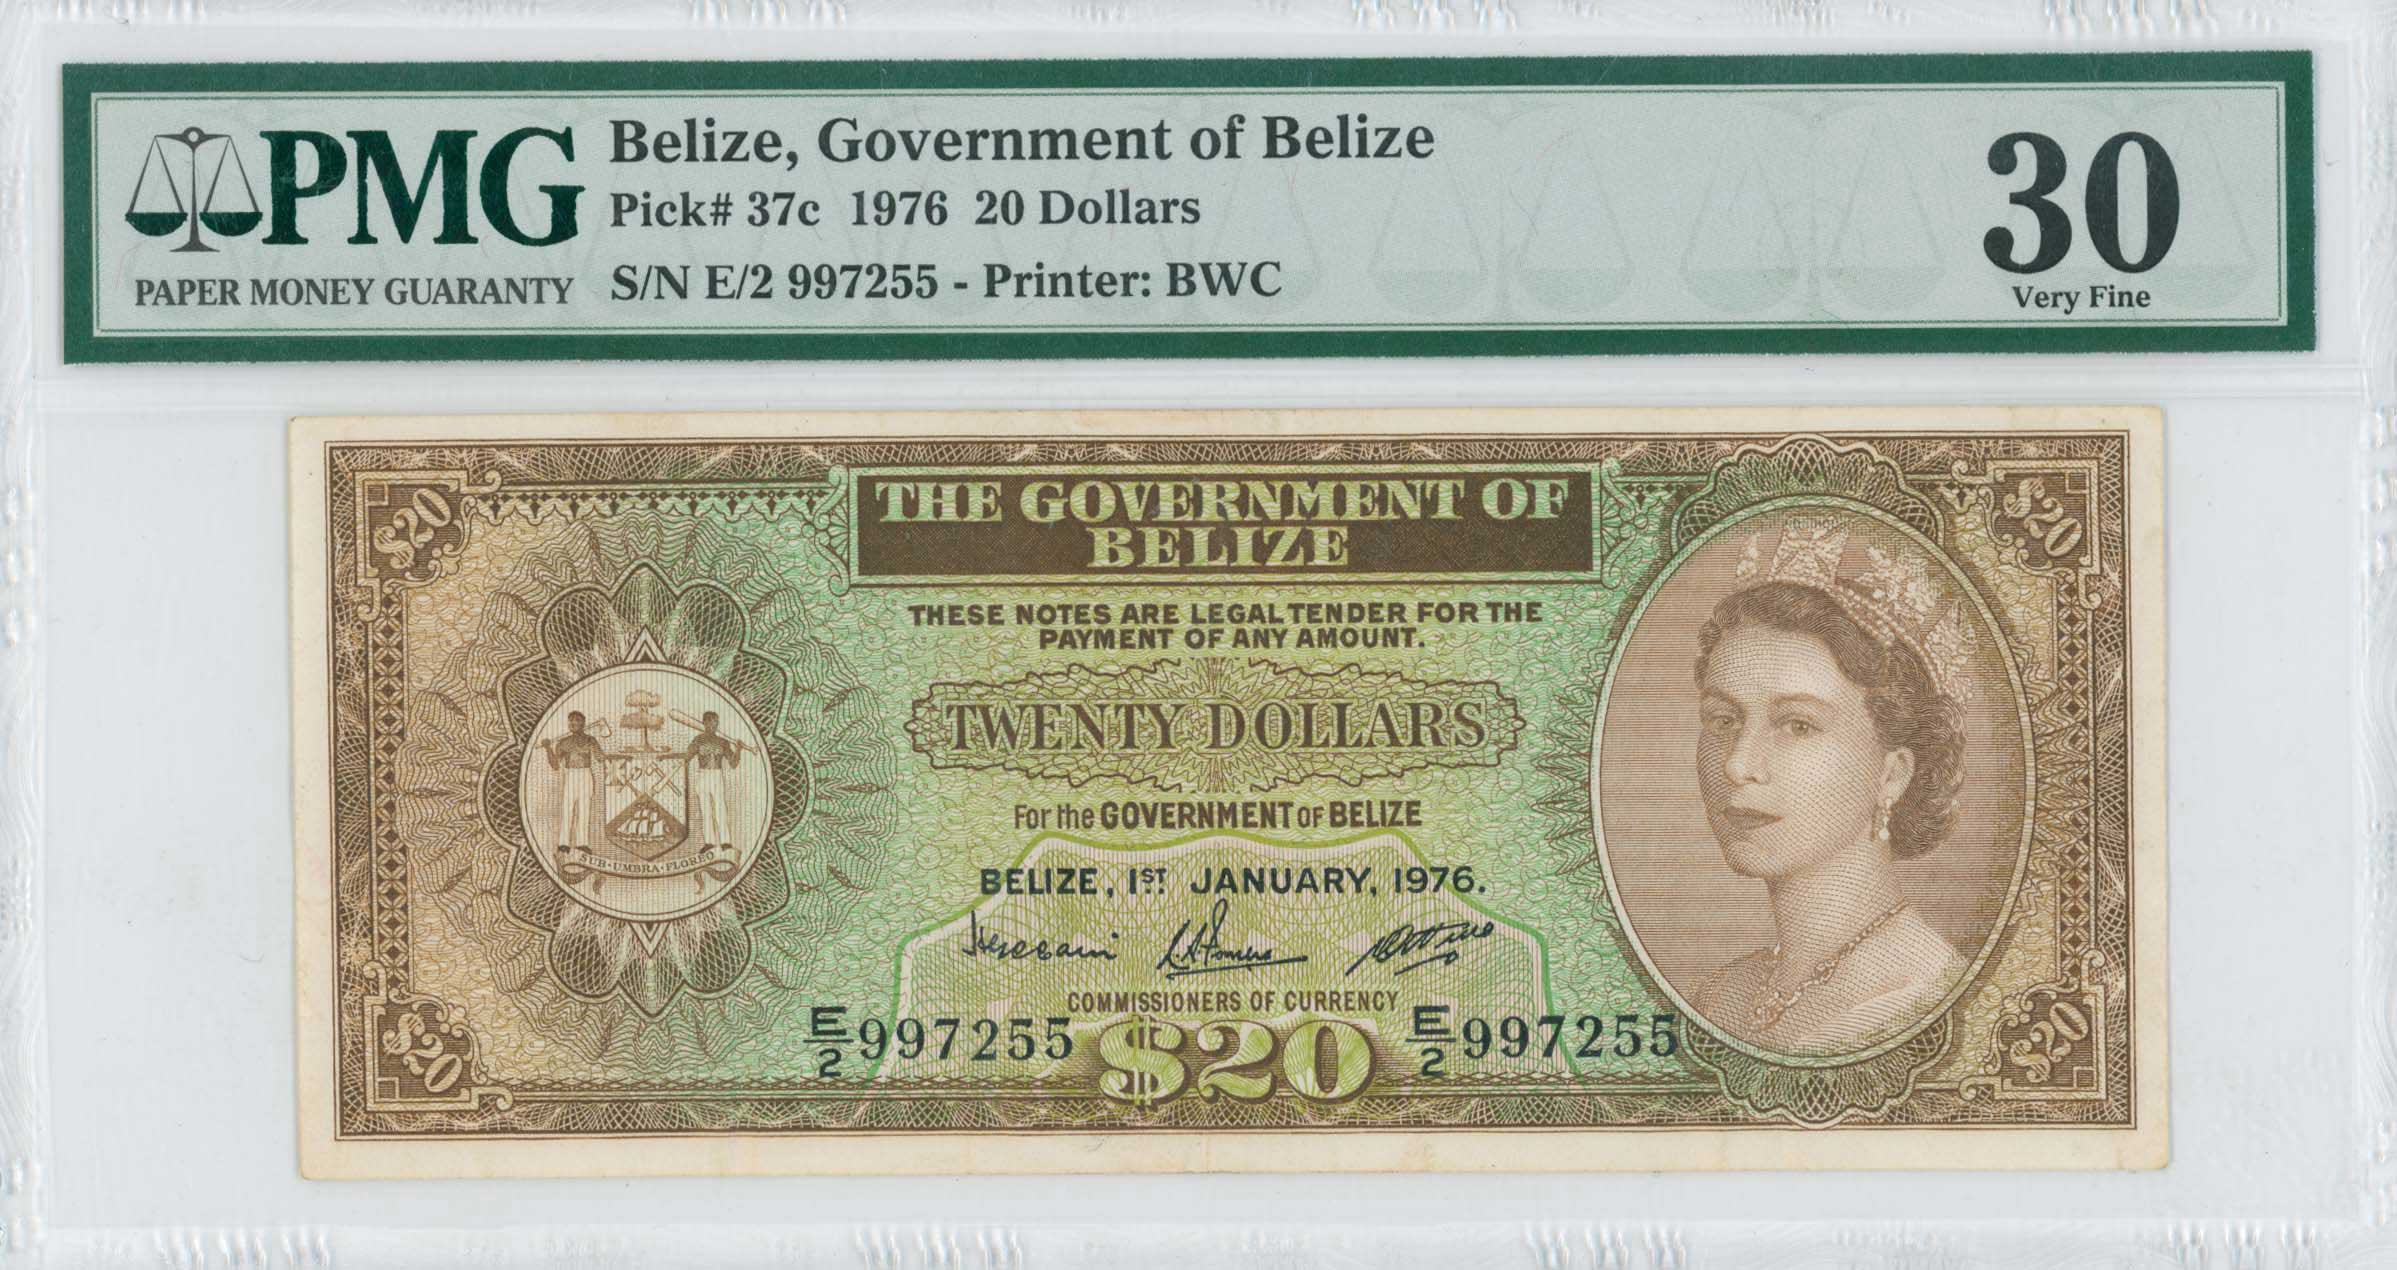 PMG
PAPER MONEY GUARANTY
Belize, Government of Belize
Pick# 37c 1976 20 Dollars
S/N E/2 997255 - Printer: BWC
30
Very Fine
$20
$20
THE GOVERNMENT OF
BELIZE
THESE NOTES ARE LEGAL TENDER FOR THE
PAYMENT OF ANY AMOUNT.
TWENTY DOLLARS
For the GOVERNMENT OF BELIZE
SUB·UMBRA·FLOREO
BELIZE, 1ST. JANUARY, 1976.
COMMISSIONERS OF CURRENCY
E/2 997255
$20
E/2 997255
$20
$20